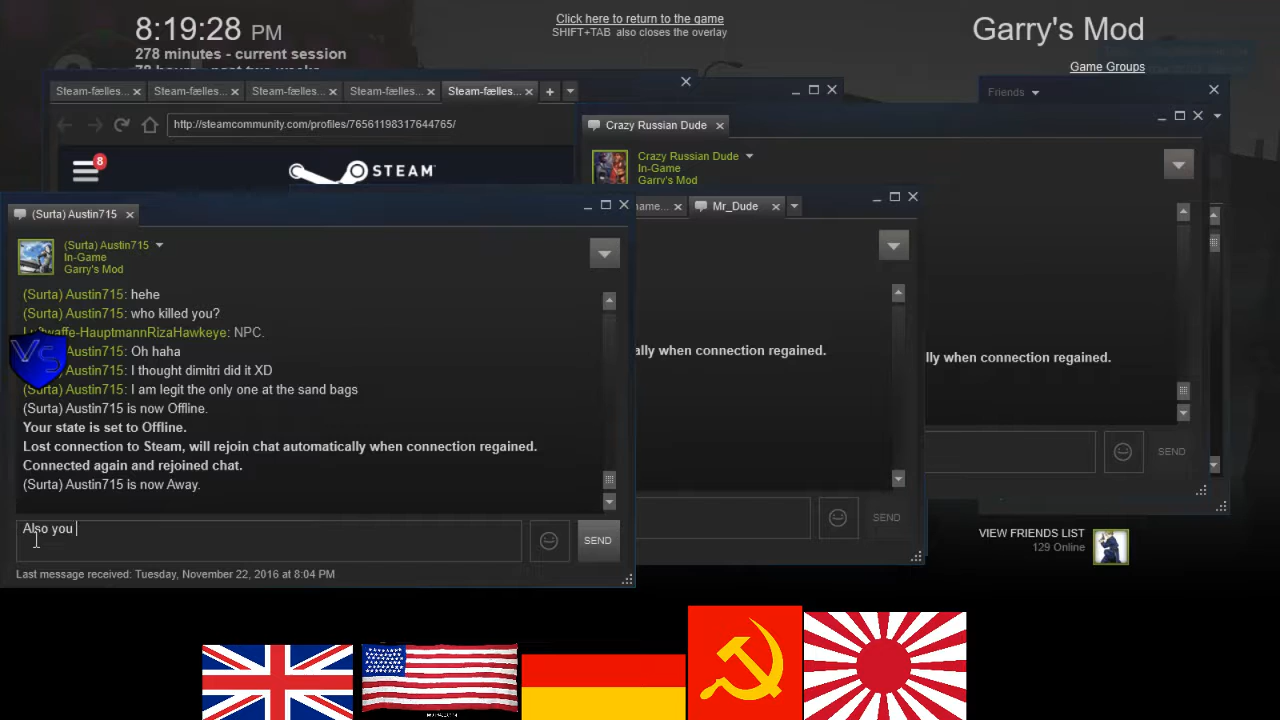 8:19:28 PM
278 minutes - current session
Click here to return to the game
SHIFT+TAB also closes the overlay
Garry's Mod
Game Groups
Steam-fælles...
Steam-fælles...
Steam-fælles...
Steam-fælles...
Steam-fælles...
Friends
http://steamcommunity.com/profiles/76561198317644765/
8
STEAM
Crazy Russian Dude
Crazy Russian Dude
In-Game
Garry's Mod
(Surta) Austin715
name...
Mr_Dude
(Surta) Austin715
In-Game
Garry's Mod
(Surta) Austin715: hehe
(Surta) Austin715: who killed you?
Luftwaffe-HauptmannRizaHawkeye: NPC.
Austin715: Oh haha
Austin715: I thought dimitri did it XD
(Surta) Austin715: I am legit the only one at the sand bags
(Surta) Austin715 is now Offline.
Your state is set to Offline.
Lost connection to Steam, will rejoin chat automatically when connection regained.
Connected again and rejoined chat.
(Surta) Austin715 is now Away.
ally when connection regained.
lly when connection regained.
Also you
SEND
SEND
SEND
Last message received: Tuesday, November 22, 2016 at 8:04 PM
VIEW FRIENDS LIST
129 Online
VS